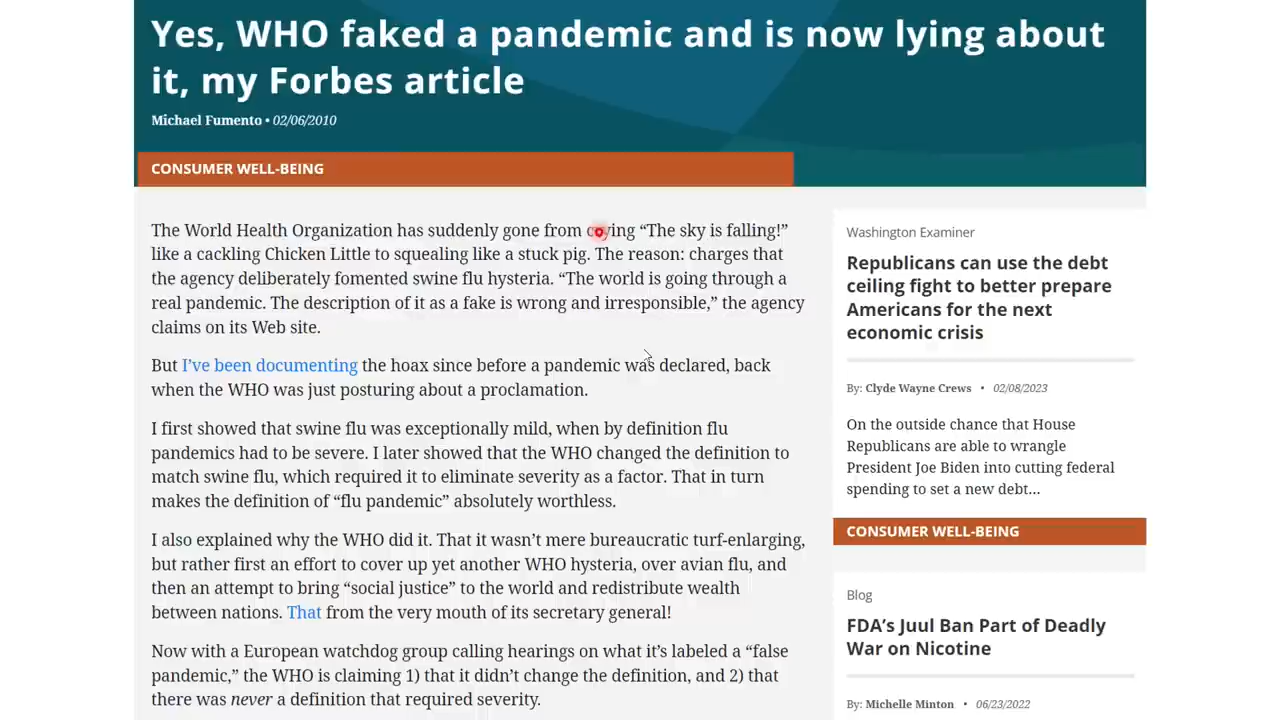 Yes, WHO faked a pandemic and is now lying about
it, my Forbes article
Michael Fumento • 02/06/2010
CONSUMER WELL-BEING
The World Health Organization has suddenly gone from crying “The sky is falling!”
like a cackling Chicken Little to squealing like a stuck pig. The reason: charges that
the agency deliberately fomented swine flu hysteria. “The world is going through a
real pandemic. The description of it as a fake is wrong and irresponsible,” the agency
claims on its Web site.
But I’ve been documenting the hoax since before a pandemic was declared, back
when the WHO was just posturing about a proclamation.
I first showed that swine flu was exceptionally mild, when by definition flu
pandemics had to be severe. I later showed that the WHO changed the definition to
match swine flu, which required it to eliminate severity as a factor. That in turn
makes the definition of “flu pandemic” absolutely worthless.
I also explained why the WHO did it. That it wasn’t mere bureaucratic turf-enlarging,
but rather first an effort to cover up yet another WHO hysteria, over avian flu, and
then an attempt to bring “social justice” to the world and redistribute wealth
between nations. That from the very mouth of its secretary general!
Now with a European watchdog group calling hearings on what it’s labeled a “false
pandemic,” the WHO is claiming 1) that it didn’t change the definition, and 2) that
there was never a definition that required severity.
Washington Examiner
Republicans can use the debt
ceiling fight to better prepare
Americans for the next
economic crisis
By: Clyde Wayne Crews • 02/08/2023
On the outside chance that House
Republicans are able to wrangle
President Joe Biden into cutting federal
spending to set a new debt…
CONSUMER WELL-BEING
Blog
FDA’s Juul Ban Part of Deadly
War on Nicotine
By: Michelle Minton • 06/23/2022